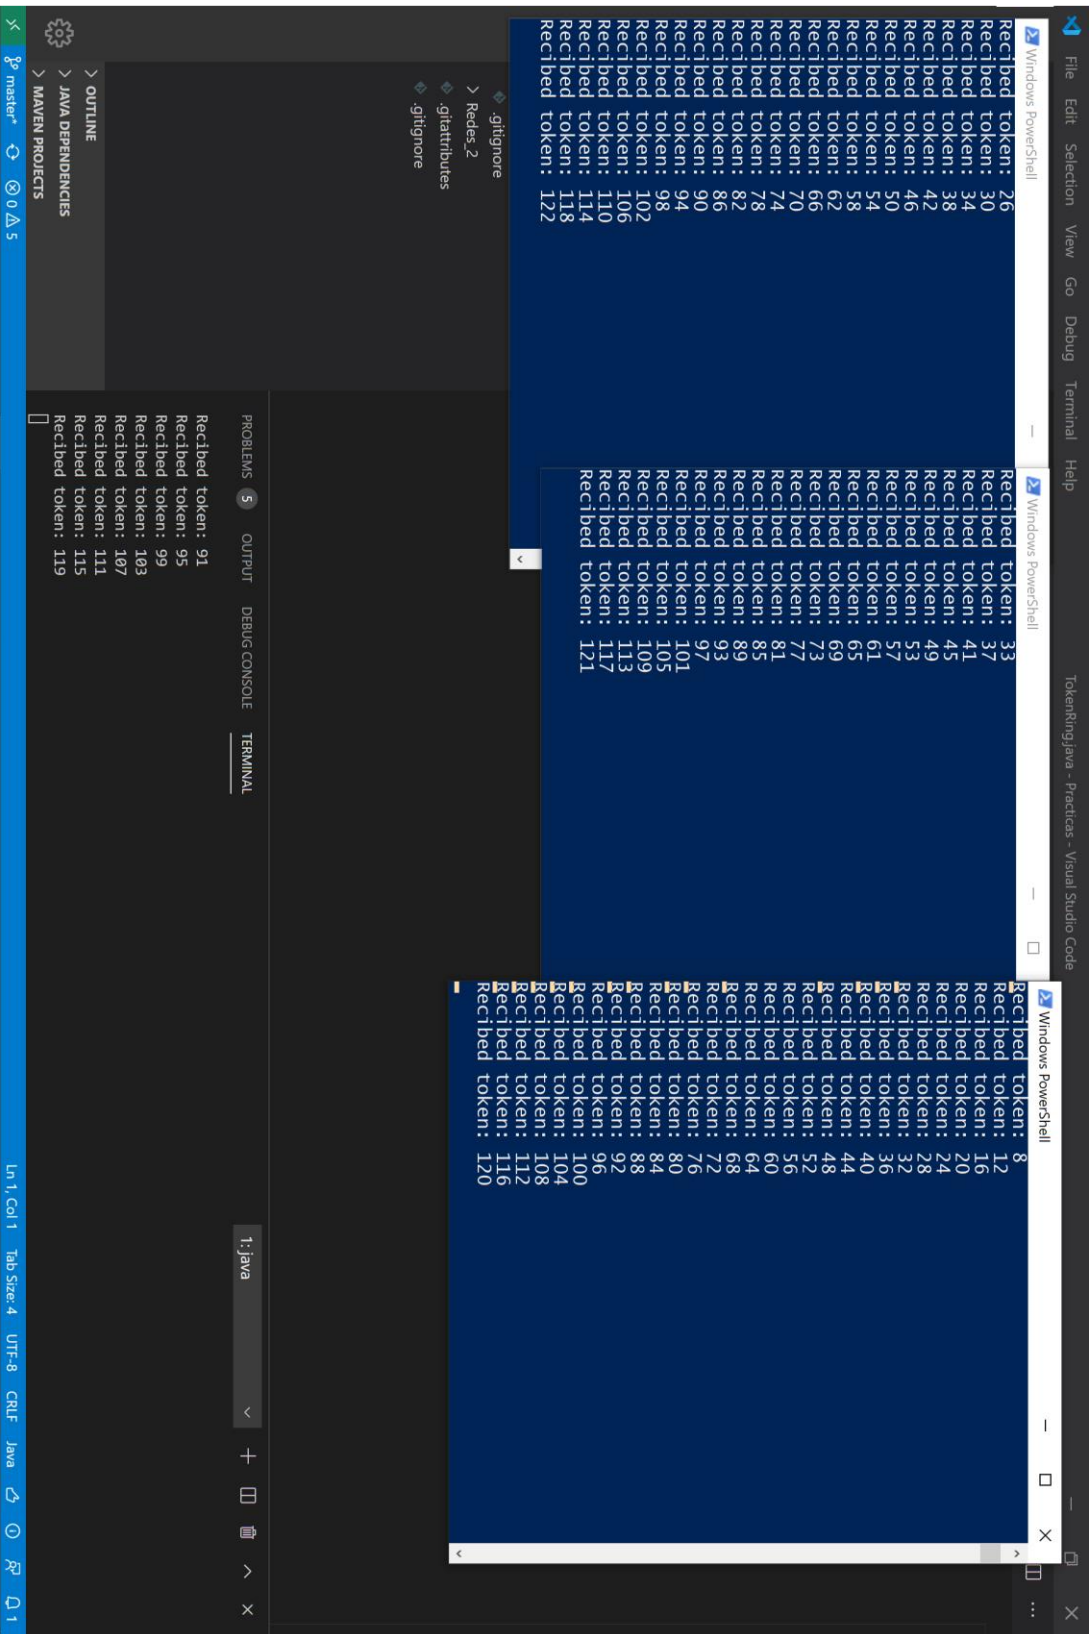 File Edit Selection View Go Debug Terminal Help
TokenRing.java - Practicas - Visual Studio Code
Windows PowerShell
Recibed token: 26
Recibed token: 30
Recibed token: 34
Recibed token: 38
Recibed token: 42
Recibed token: 46
Recibed token: 50
Recibed token: 54
Recibed token: 58
Recibed token: 62
Recibed token: 66
Recibed token: 70
Recibed token: 74
Recibed token: 78
Recibed token: 82
Recibed token: 86
Recibed token: 90
Recibed token: 94
Recibed token: 98
Recibed token: 102
Recibed token: 106
Recibed token: 110
Recibed token: 114
Recibed token: 118
Recibed token: 122
Windows PowerShell
Recibed token: 33
Recibed token: 37
Recibed token: 41
Recibed token: 45
Recibed token: 49
Recibed token: 53
Recibed token: 57
Recibed token: 61
Recibed token: 65
Recibed token: 69
Recibed token: 73
Recibed token: 77
Recibed token: 81
Recibed token: 85
Recibed token: 89
Recibed token: 93
Recibed token: 97
Recibed token: 101
Recibed token: 105
Recibed token: 109
Recibed token: 113
Recibed token: 117
Recibed token: 121
Windows PowerShell
Recibed token: 8
Recibed token: 12
Recibed token: 16
Recibed token: 20
Recibed token: 24
Recibed token: 28
Recibed token: 32
Recibed token: 36
Recibed token: 40
Recibed token: 44
Recibed token: 48
Recibed token: 52
Recibed token: 56
Recibed token: 60
Recibed token: 64
Recibed token: 68
Recibed token: 72
Recibed token: 76
Recibed token: 80
Recibed token: 84
Recibed token: 88
Recibed token: 92
Recibed token: 96
Recibed token: 100
Recibed token: 104
Recibed token: 108
Recibed token: 112
Recibed token: 116
Recibed token: 120
.gitignore
Redes_2
.gitattributes
.gitignore
OUTLINE
JAVA DEPENDENCIES
MAVEN PROJECTS
PROBLEMS 5 OUTPUT DEBUG CONSOLE TERMINAL
1: java
Recibed token: 91
Recibed token: 95
Recibed token: 99
Recibed token: 103
Recibed token: 107
Recibed token: 111
Recibed token: 115
Recibed token: 119
master* 0 5
Ln 1, Col 1 Tab Size: 4 UTF-8 CRLF Java 1